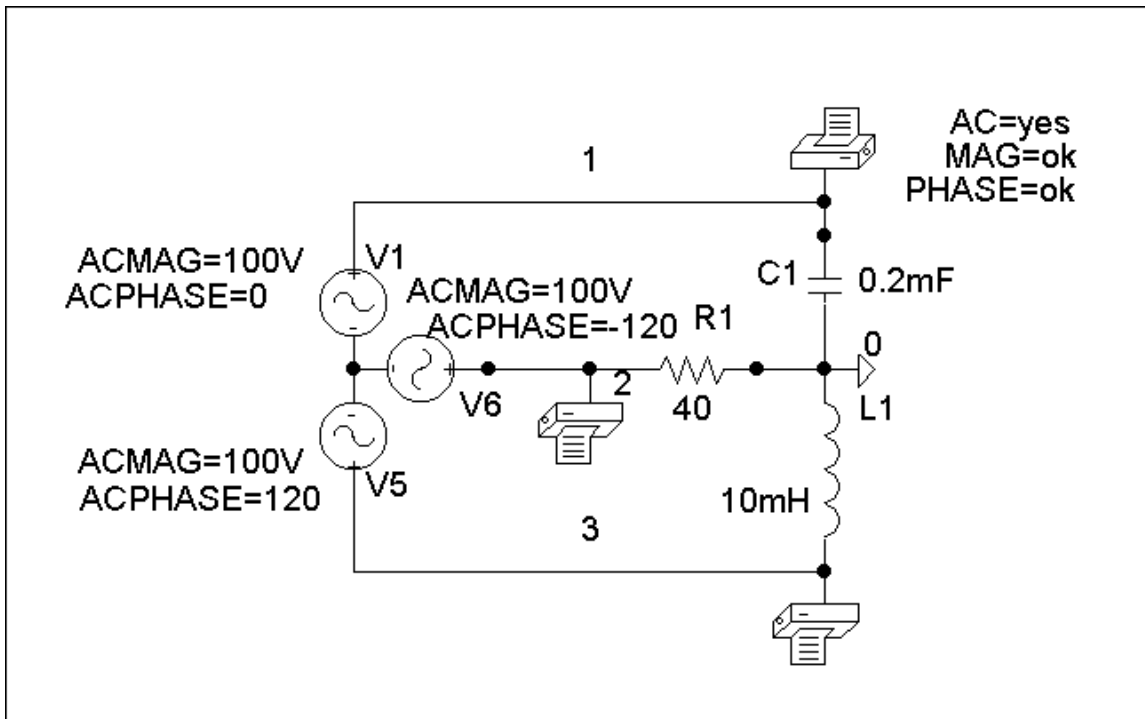 AC=yes
MAG=ok
PHASE=ok
1
V1
ACMAG=100V
ACPHASE=0
C1
0.2mF
ACMAG=100V
ACPHASE=-120
R1
0
2
V6
40
L1
ACMAG=100V
ACPHASE=120
V5
10mH
3